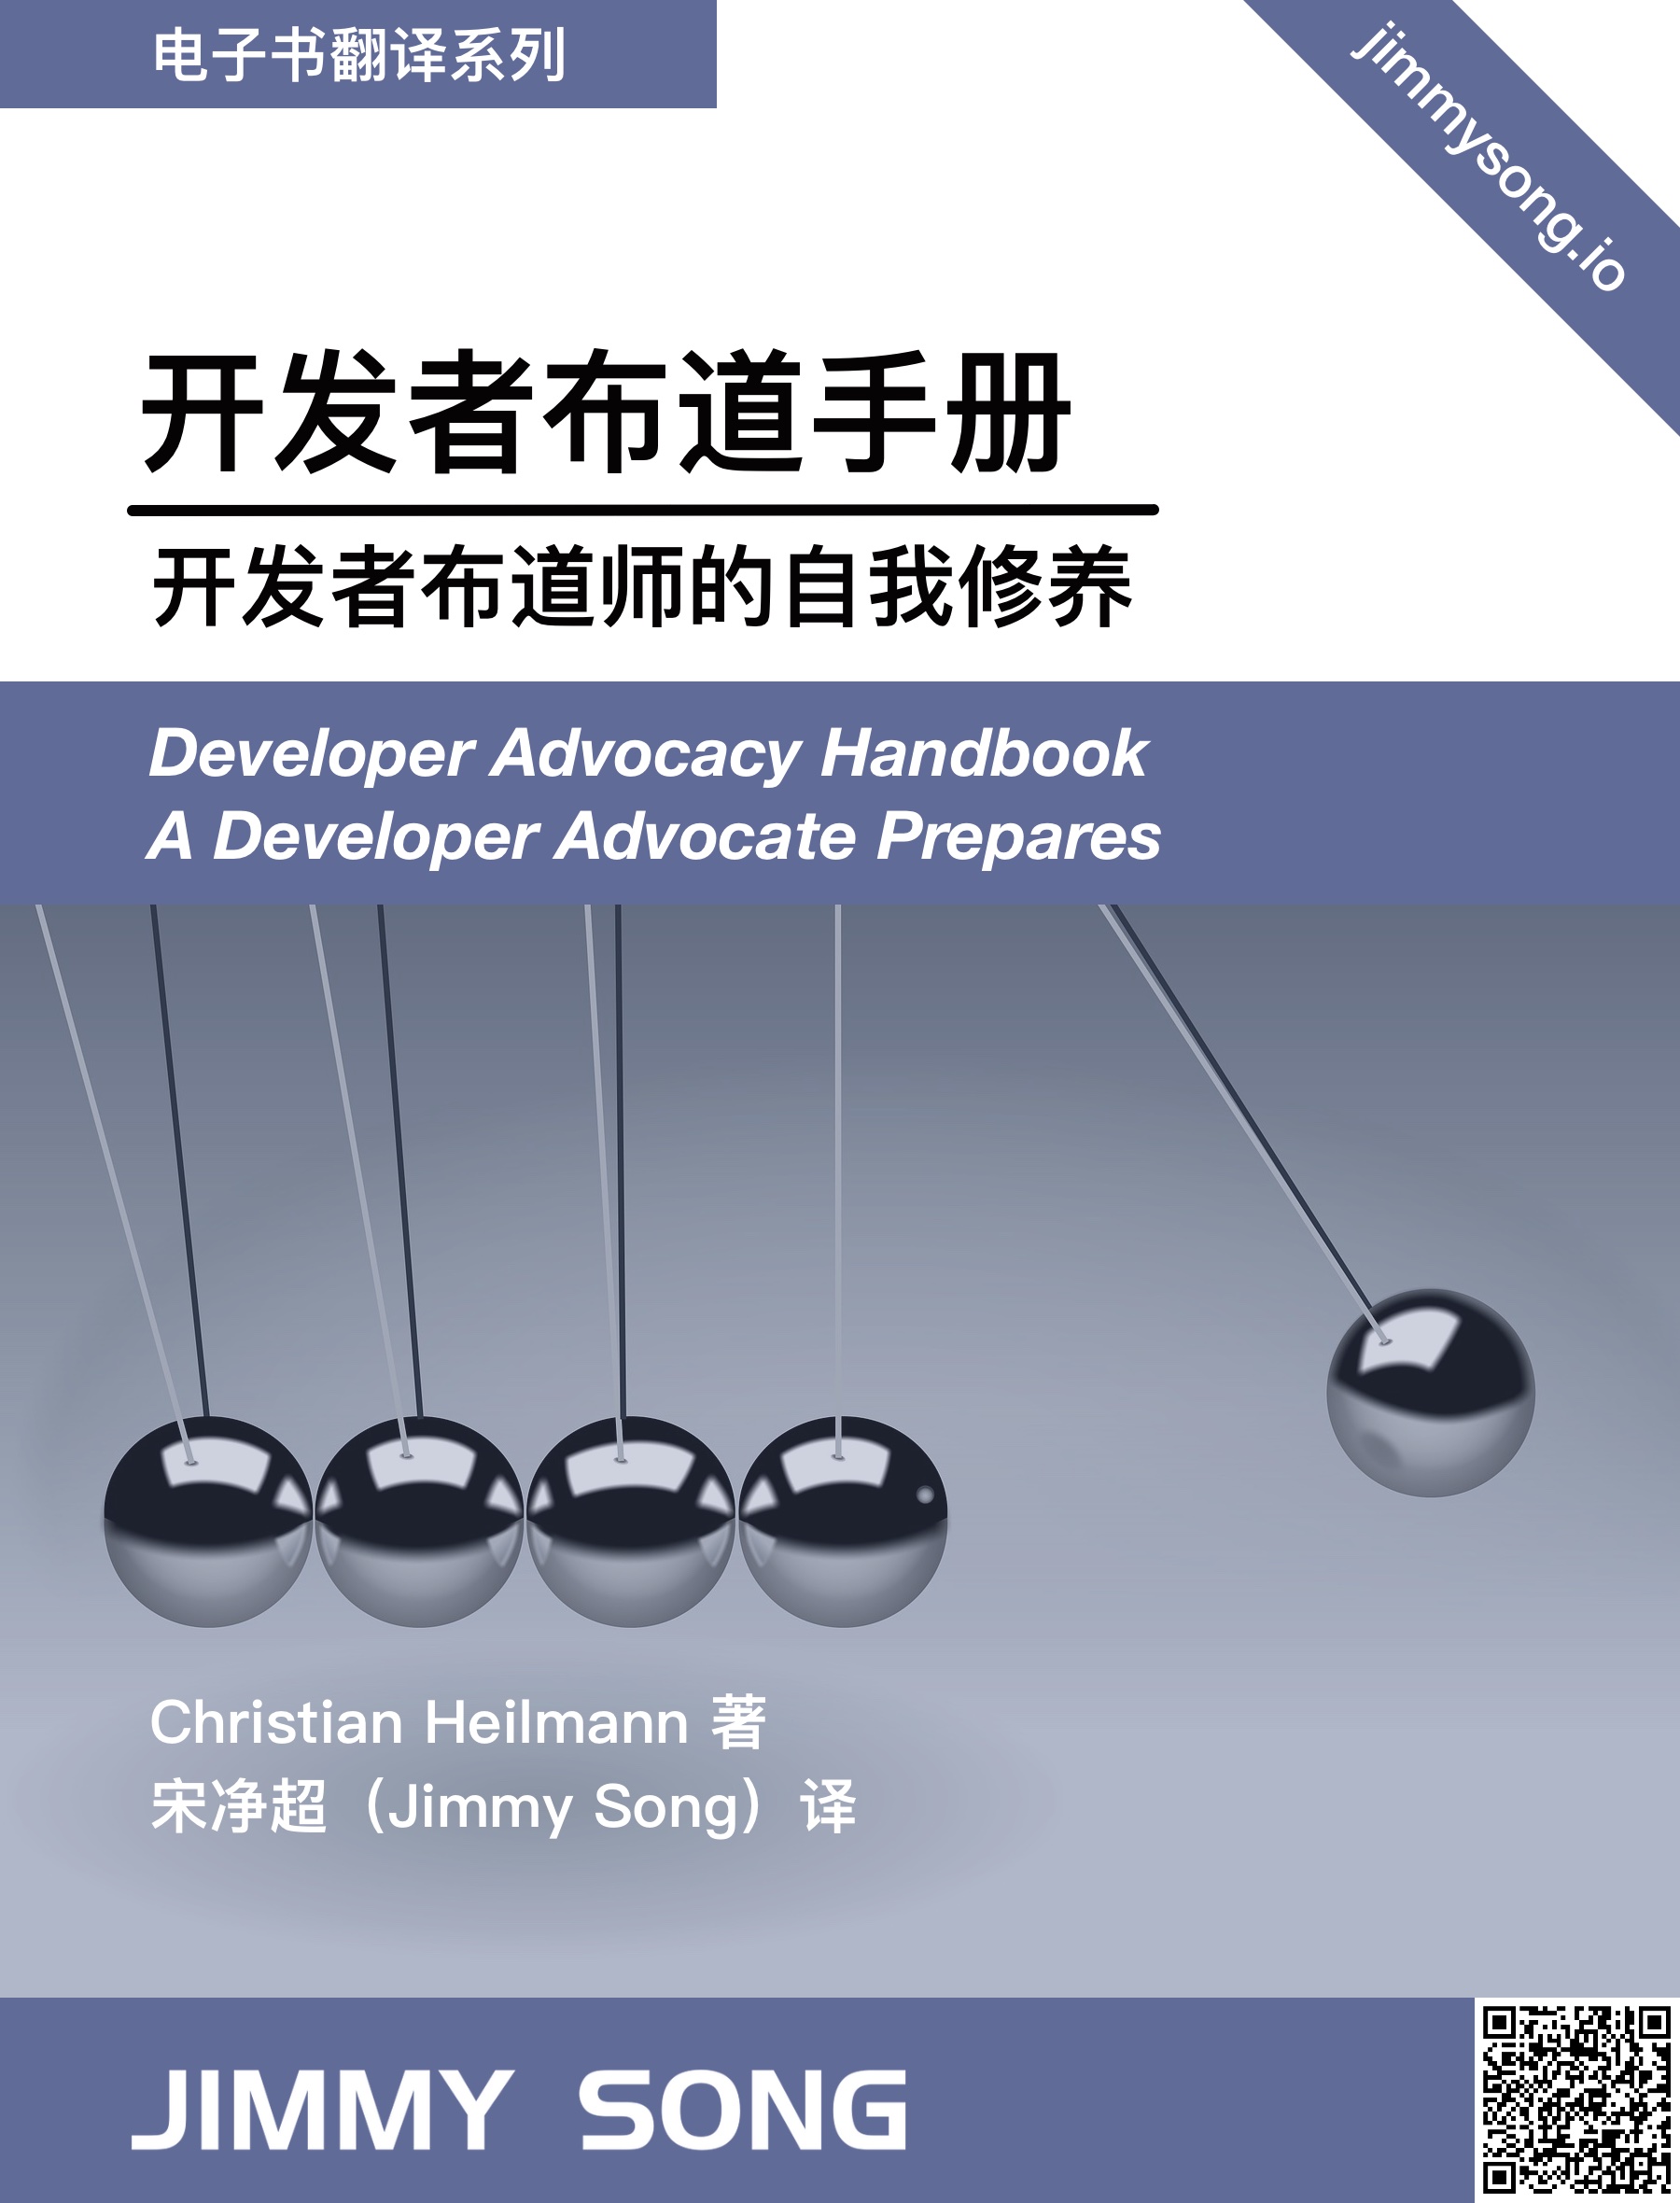 电子书翻译系列
jimmysong.io
开发者布道手册
开发者布道师的自我修养
Developer Advocacy Handbook
A Developer Advocate Prepares
Christian Heilmann 著
宋净超（Jimmy Song）译
JIMMY SONG